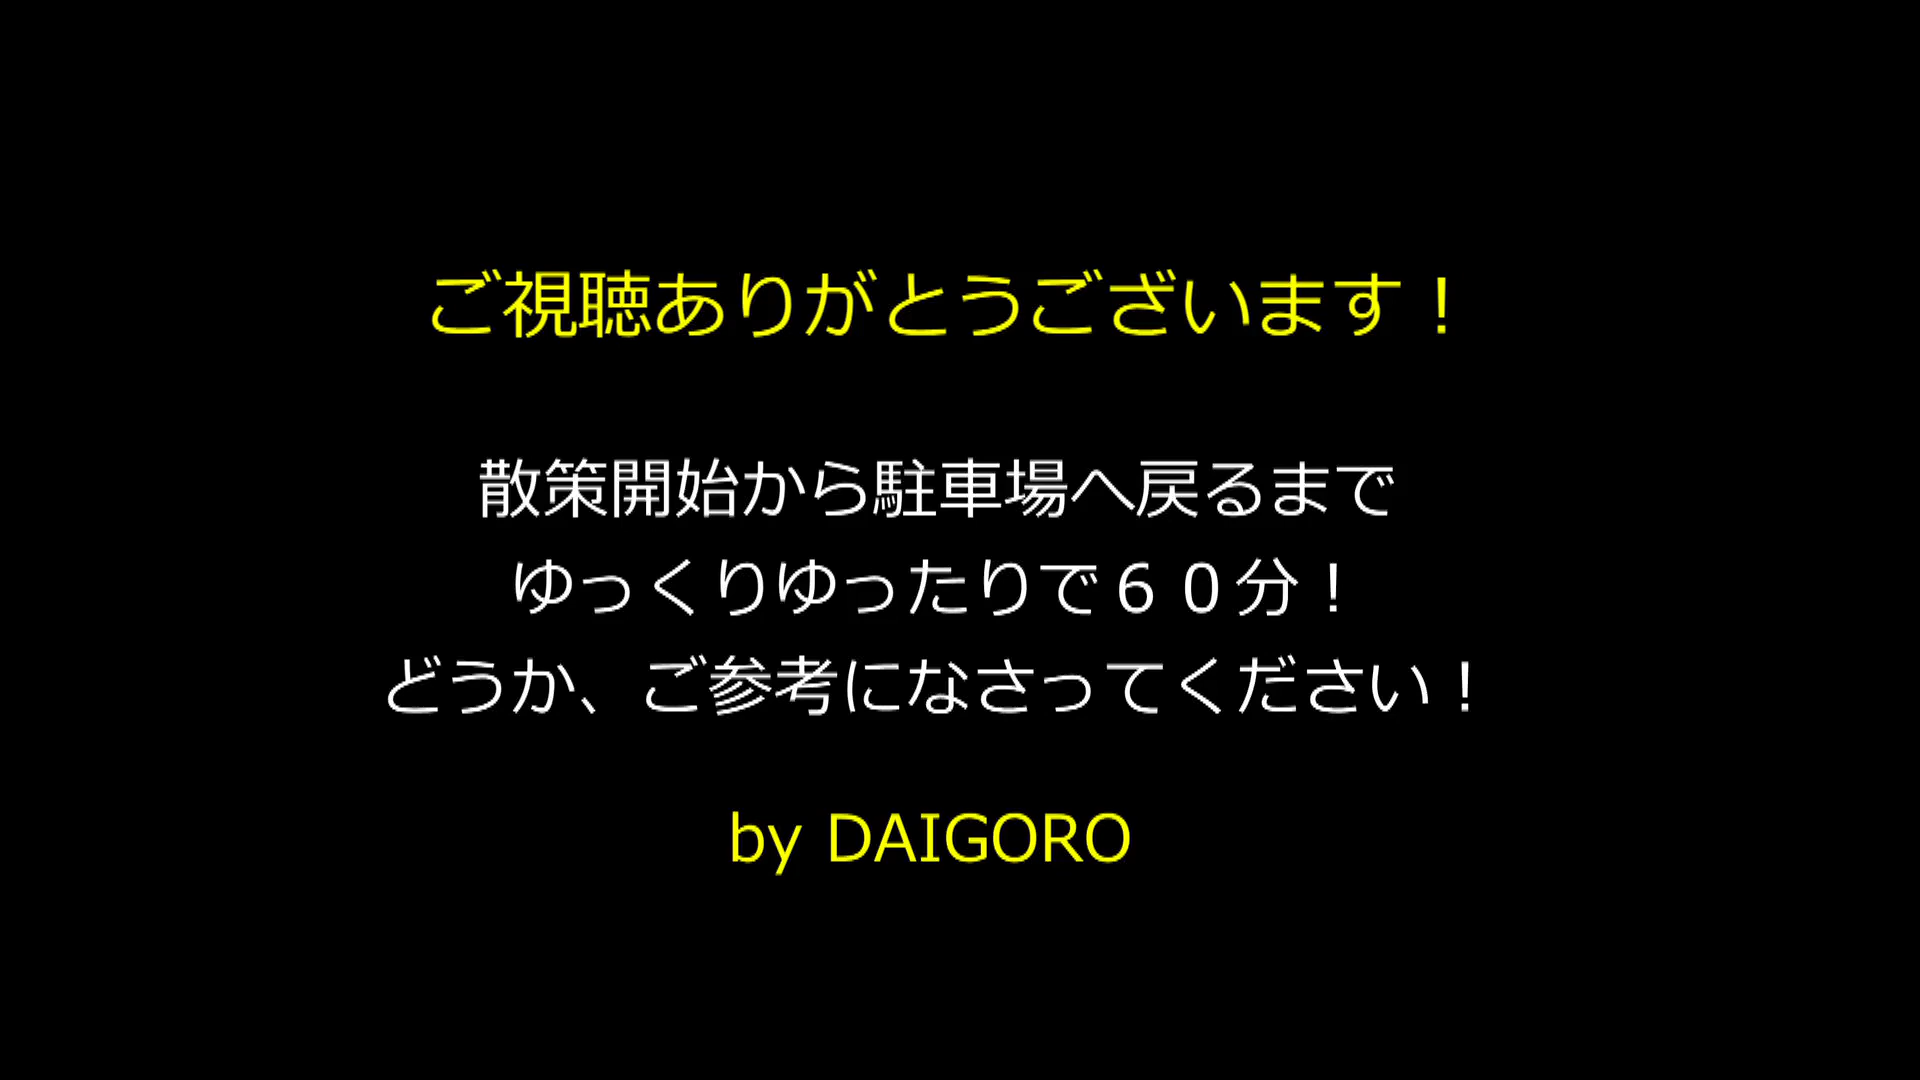 ご視聴ありがとうございます！
散策開始から駐車場へ戻るまで
ゆっくりゆったりで６０分！
どうか、ご参考になさってください！
by DAIGORO